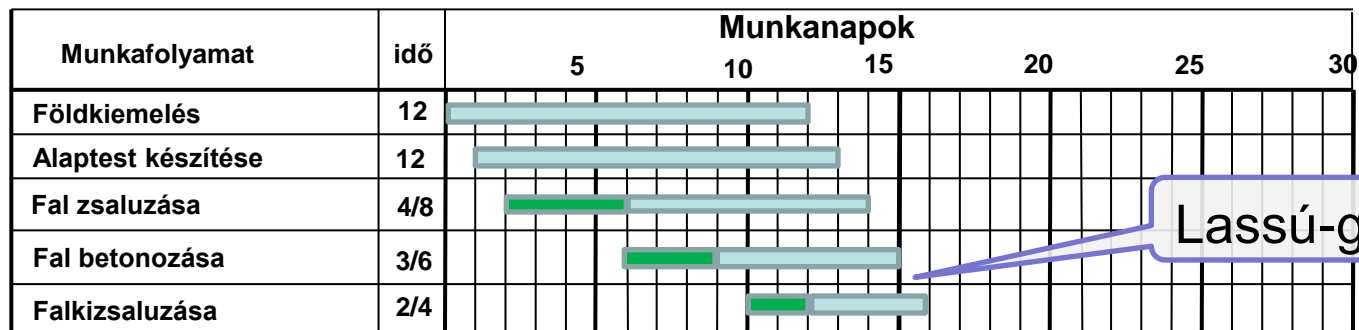 Munkafolyamat idő Munkanapok
5 10 15 20 25 30
Földkiemelés 12
Alaptest készítése 12
Fal zsaluzása 4/8
Lassú-g
Fal betonozása 3/6
Falkizsaluzása 2/4